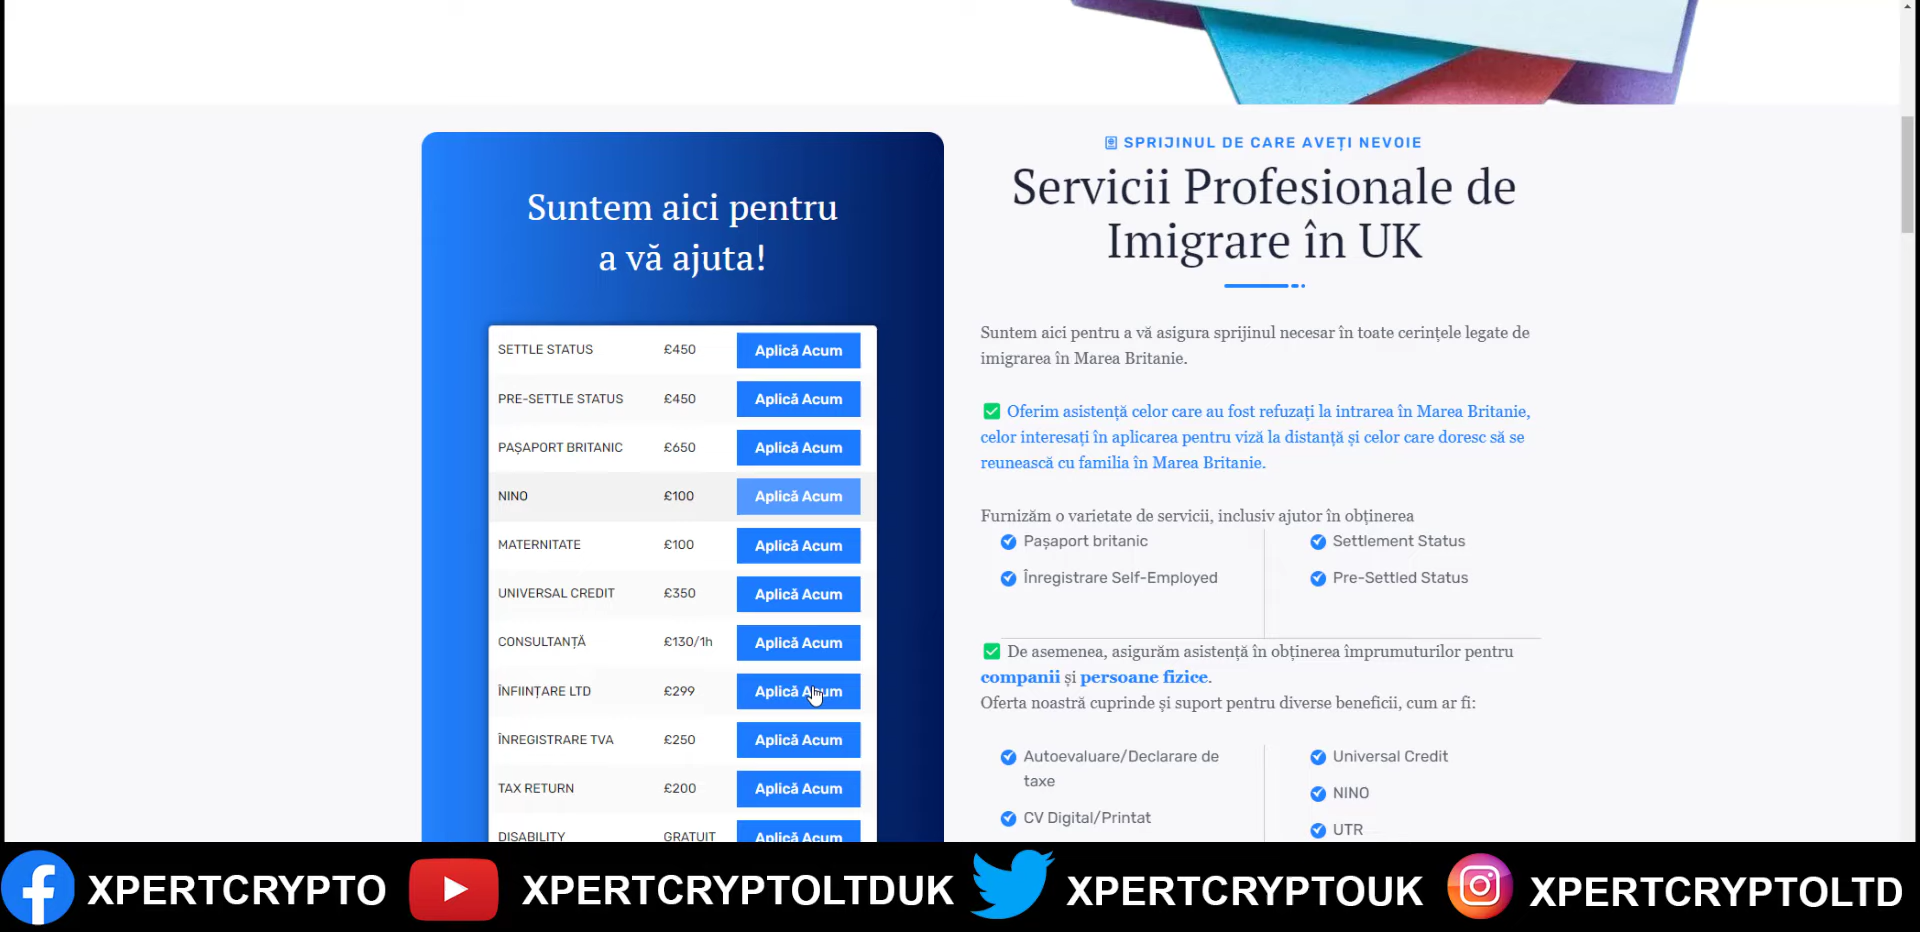 Suntem aici pentru
a vă ajuta!
SETTLE STATUS £450 Aplică Acum
PRE-SETTLE STATUS £450 Aplică Acum
PAȘAPORT BRITANIC £650 Aplică Acum
NINO £100 Aplică Acum
MATERNITATE £100 Aplică Acum
UNIVERSAL CREDIT £350 Aplică Acum
CONSULTANȚĂ £130/1h Aplică Acum
ÎNFIINȚARE LTD £299 Aplică Acum
ÎNREGISTRARE TVA £250 Aplică Acum
TAX RETURN £200 Aplică Acum
DISABILITY GRATUIT Aplică Acum
SPRIJINUL DE CARE AVEȚI NEVOIE
Servicii Profesionale de
Imigrare în UK
Suntem aici pentru a vă asigura sprijinul necesar în toate cerințele legate de
imigrarea în Marea Britanie.
✅ Oferim asistență celor care au fost refuzați la intrarea în Marea Britanie,
celor interesați în aplicarea pentru viză la distanță și celor care doresc să se
reunească cu familia în Marea Britanie.
Furnizăm o varietate de servicii, inclusiv ajutor în obținerea
Pașaport britanic
Înregistrare Self-Employed
Settlement Status
Pre-Settled Status
✅ De asemenea, asigurăm asistență în obținerea împrumuturilor pentru
companii și persoane fizice.
Oferta noastră cuprinde și suport pentru diverse beneficii, cum ar fi:
Autoevaluare/Declarare de
taxe
CV Digital/Printat
Universal Credit
NINO
UTR
XPERTCRYPTO XPERTCRYPTOLTDUK XPERTCRYPTOUK XPERTCRYPTOLTD